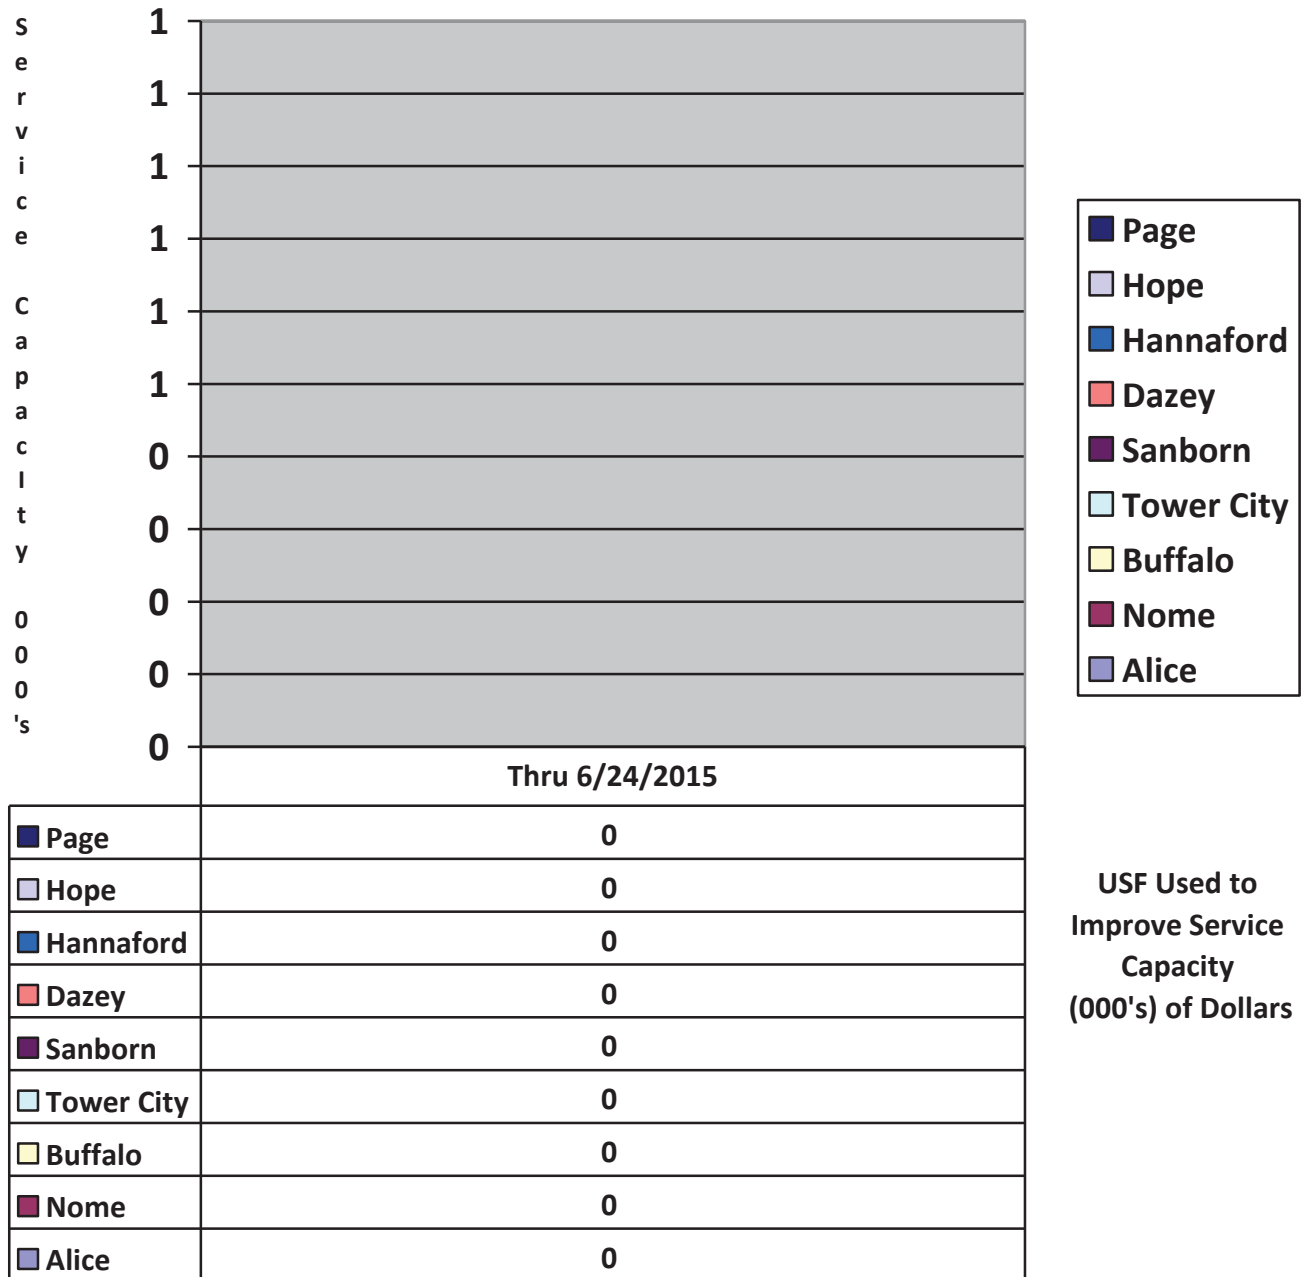 Service Capaclty 000's
1
1
1
1
1
1
0
0
0
0
0
Page
Hope
Hannaford
Dazey
Sanborn
Tower City
Buffalo
Nome
Alice
Thru 6/24/2015
Page 0
Hope 0
Hannaford 0
Dazey 0
Sanborn 0
Tower City 0
Buffalo 0
Nome 0
Alice 0
USF Used to
Improve Service
Capacity
(000's) of Dollars